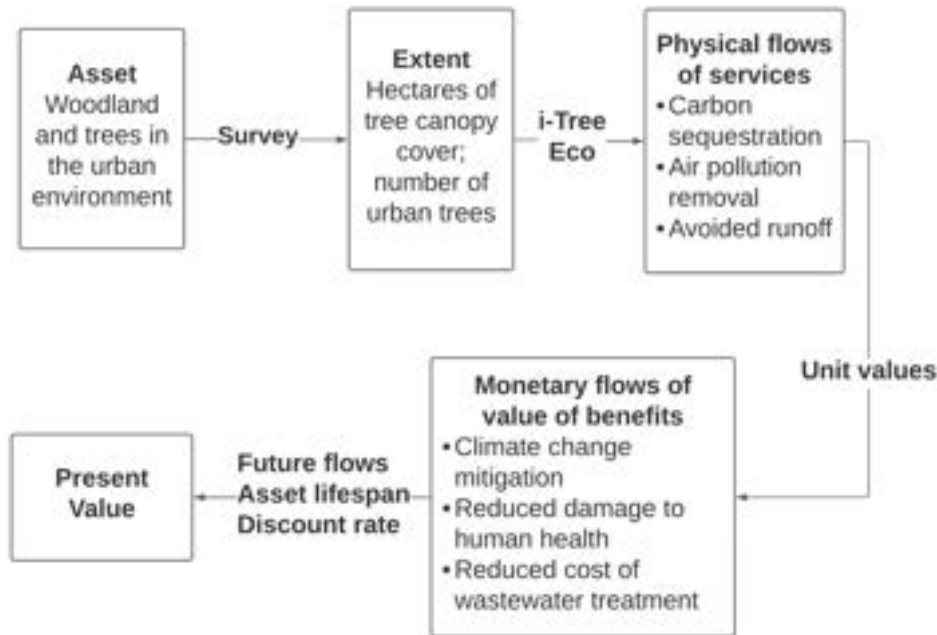 Asset
Woodland
and trees in
the urban
environment
Survey
Extent
Hectares of
tree canopy
cover;
number of
urban trees
i-Tree
Eco
Physical flows
of services
•Carbon
sequestration
•Air pollution
removal
•Avoided runoff
Unit values
Monetary flows of
value of benefits
•Climate change
mitigation
•Reduced damage to
human health
•Reduced cost of
wastewater treatment
Future flows
Asset lifespan
Discount rate
Present
Value